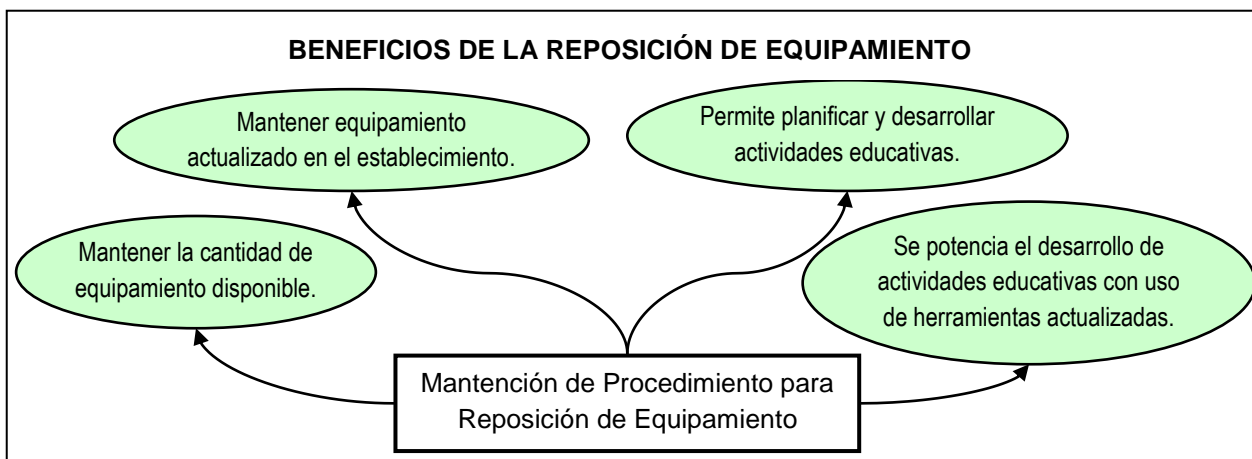 BENEFICIOS DE LA REPOSICIÓN DE EQUIPAMIENTO
Mantener equipamiento
actualizado en el establecimiento.
Permite planificar y desarrollar
actividades educativas.
Mantener la cantidad de
equipamiento disponible.
Se potencia el desarrollo de
actividades educativas con uso
de herramientas actualizadas.
Mantención de Procedimiento para
Reposición de Equipamiento